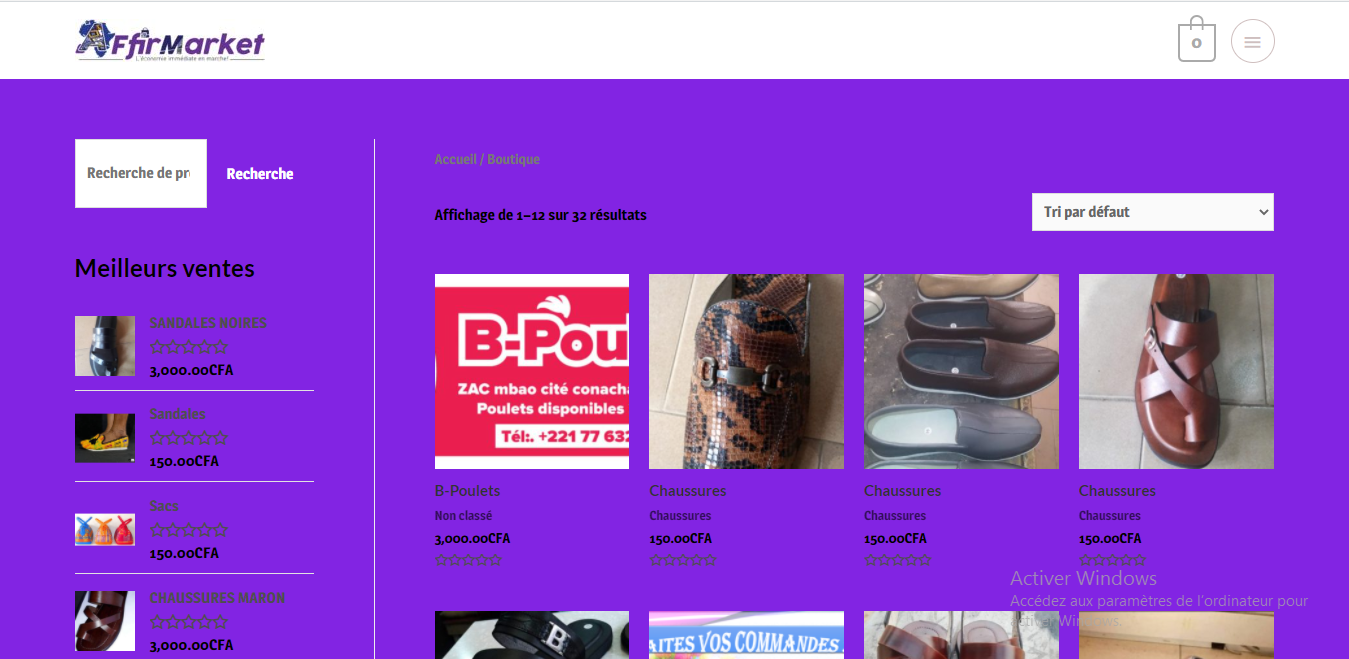 AFfirMarket
L'économie immédiate en marche!
0
Recherche de pr
Recherche
Meilleurs ventes
SANDALES NOIRES
3,000.00CFA
Sandales
150.00CFA
Sacs
150.00CFA
CHAUSSURES MARON
3,000.00CFA
Accueil / Boutique
Affichage de 1–12 sur 32 résultats
Tri par défaut
B-Pou
ZAC mbao cité conacha
Poulets disponibles
Tél:. +221 77 632
B-Poulets
Non classé
3,000.00CFA
Chaussures
Chaussures
150.00CFA
Chaussures
Chaussures
150.00CFA
Chaussures
Chaussures
150.00CFA
B
AITES VOS COMMANDES
Activer Windows
Accédez aux paramètres de l'ordinateur pour
activer Windows.